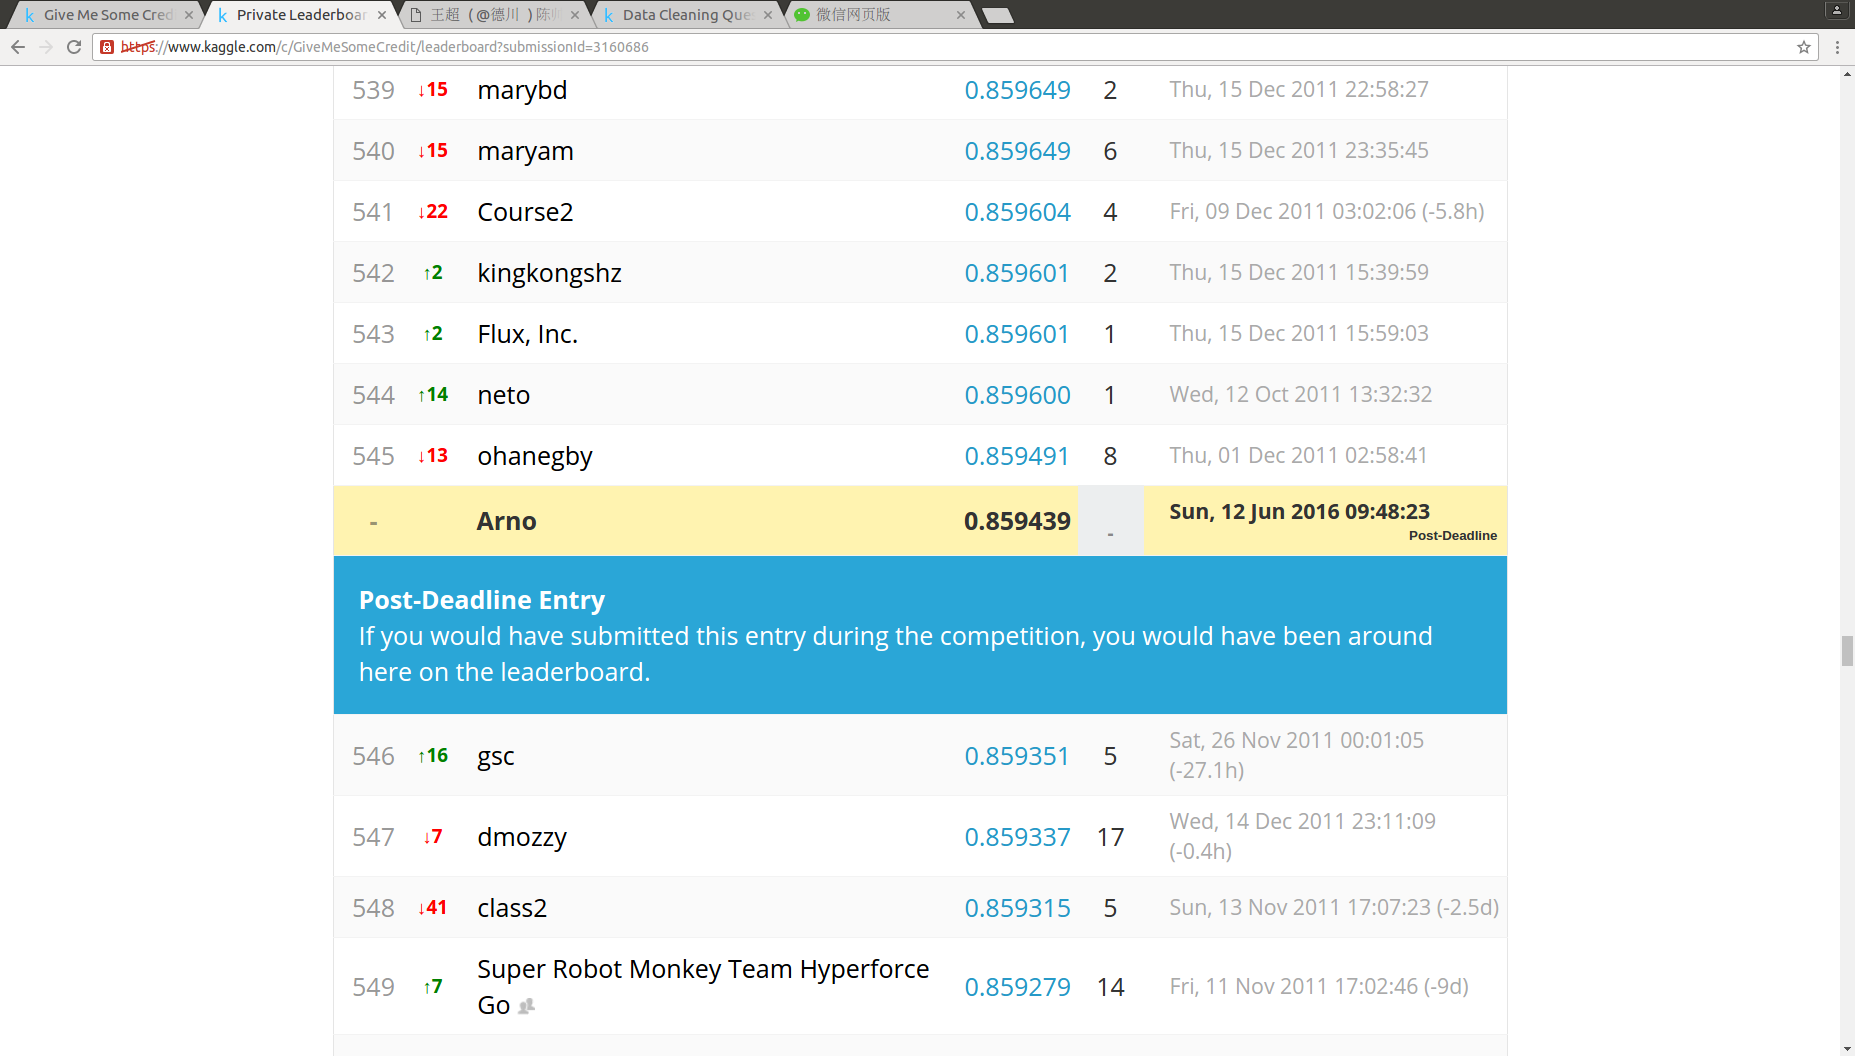 Give Me Some Cred
Private Leaderboar
王超（@德川 ）陈师
Data Cleaning Ques
微信网页版
https://www.kaggle.com/c/GiveMeSomeCredit/leaderboard?submissionId=3160686
539 ↓15 marybd 0.859649 2 Thu, 15 Dec 2011 22:58:27
540 ↓15 maryam 0.859649 6 Thu, 15 Dec 2011 23:35:45
541 ↓22 Course2 0.859604 4 Fri, 09 Dec 2011 03:02:06 (-5.8h)
542 ↑2 kingkongshz 0.859601 2 Thu, 15 Dec 2011 15:39:59
543 ↑2 Flux, Inc. 0.859601 1 Thu, 15 Dec 2011 15:59:03
544 ↑14 neto 0.859600 1 Wed, 12 Oct 2011 13:32:32
545 ↓13 ohanegby 0.859491 8 Thu, 01 Dec 2011 02:58:41
- Arno 0.859439 - Sun, 12 Jun 2016 09:48:23
Post-Deadline
Post-Deadline Entry
If you would have submitted this entry during the competition, you would have been around
here on the leaderboard.
546 ↑16 gsc 0.859351 5 Sat, 26 Nov 2011 00:01:05
(-27.1h)
547 ↓7 dmozzy 0.859337 17 Wed, 14 Dec 2011 23:11:09
(-0.4h)
548 ↓41 class2 0.859315 5 Sun, 13 Nov 2011 17:07:23 (-2.5d)
549 ↑7 Super Robot Monkey Team Hyperforce
Go 0.859279 14 Fri, 11 Nov 2011 17:02:46 (-9d)